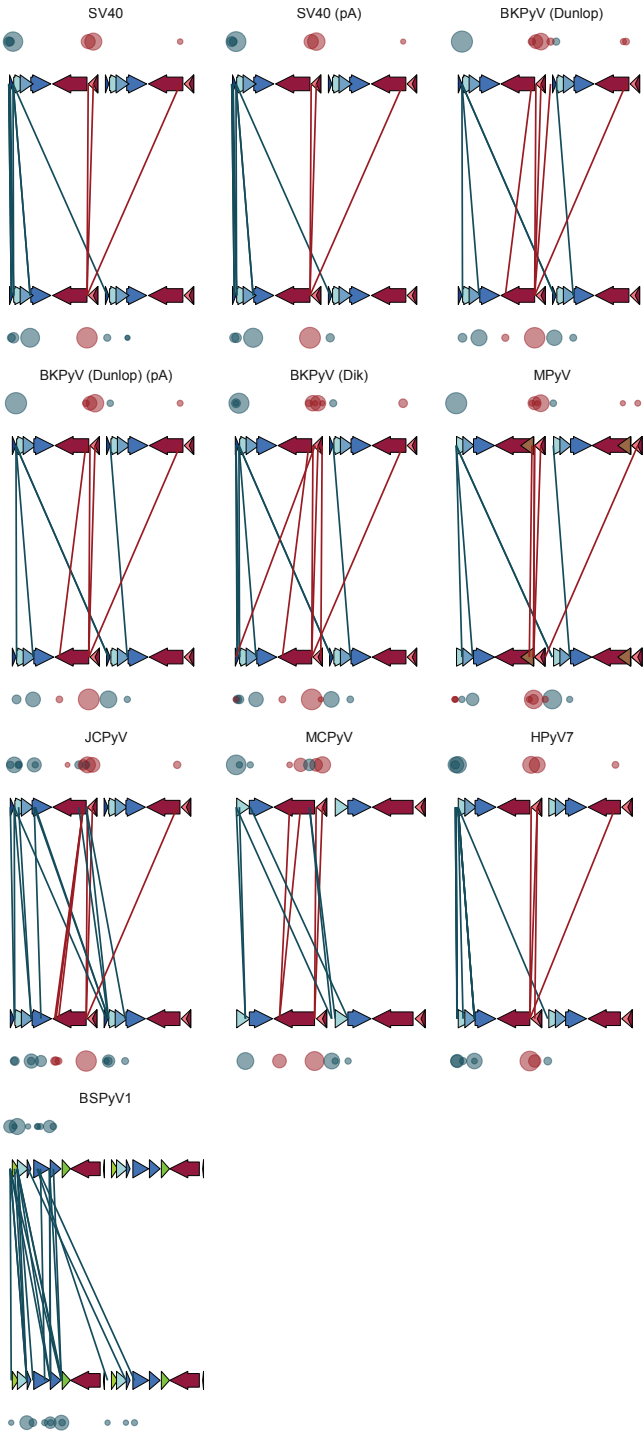 SV40
SV40 (pA)
BKPyV (Dunlop)
BKPyV (Dunlop) (pA)
BKPyV (Dik)
MPyV
JCPyV
MCPyV
HPyV7
BSPyV1